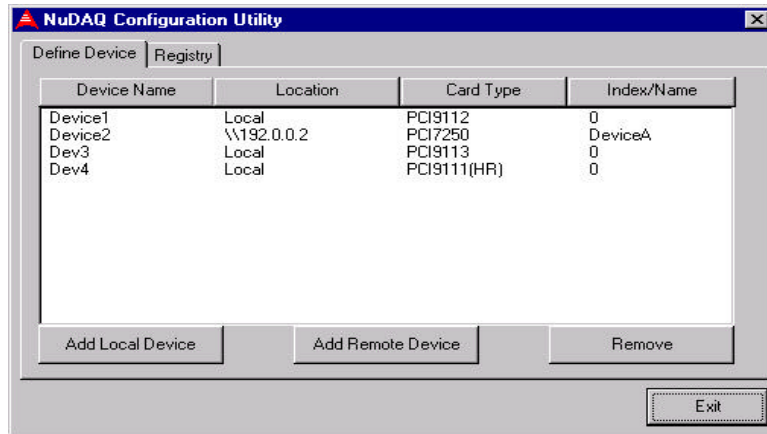 NuDAQ Configuration Utility
Define Device Registry
Device Name Location Card Type Index/Name
Device1 Local PCI9112 0
Device2 \\192.0.0.2 PCI7250 DeviceA
Dev3 Local PCI9113 0
Dev4 Local PCI9111(HR) 0
Add Local Device Add Remote Device Remove
Exit